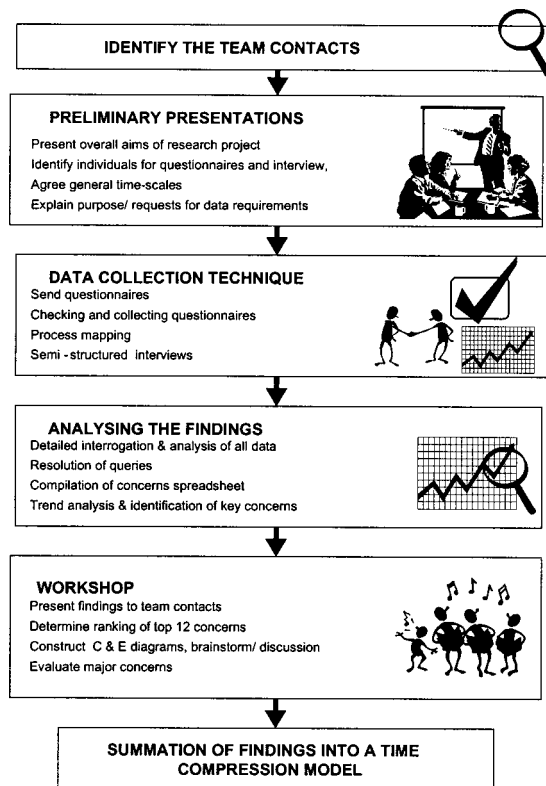 IDENTIFY THE TEAM CONTACTS
PRELIMINARY PRESENTATIONS
Present overall aims of research project
Identify individuals for questionnaires and interview,
Agree general time-scales
Explain purpose/ requests for data requirements
DATA COLLECTION TECHNIQUE
Send questionnaires
Checking and collecting questionnaires
Process mapping
Semi - structured interviews
ANALYSING THE FINDINGS
Detailed interrogation & analysis of all data
Resolution of queries
Compilation of concerns spreadsheet
Trend analysis & identification of key concerns
WORKSHOP
Present findings to team contacts
Determine ranking of top 12 concerns
Construct C & E diagrams, brainstorm/ discussion
Evaluate major concerns
SUMMATION OF FINDINGS INTO A TIME
COMPRESSION MODEL